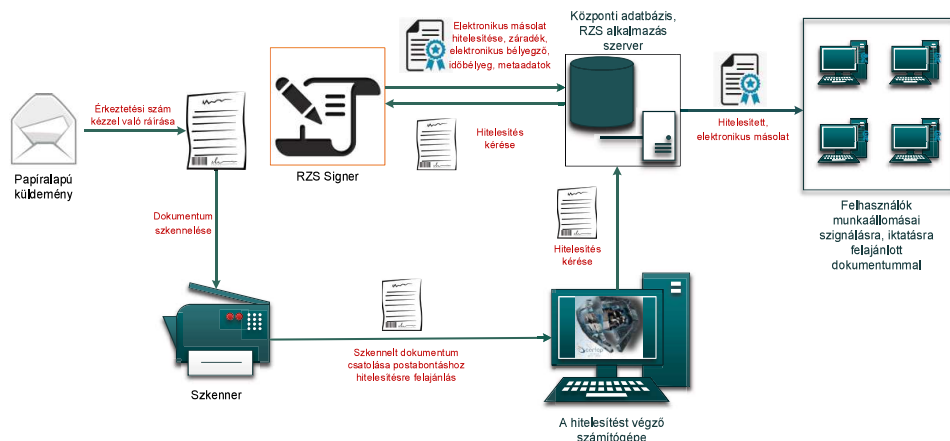 Elektronikus másolat
hitelesítése, záradék,
elektronikus bélyegző,
időbélyeg, metaadatok
Központi adatbázis,
RZS alkalmazás
szerver
Érkeztetési szám
kézzel való ráírása
Papíralapú
küldemény
RZS Signer
Hitelesítés
kérése
Hitelesített,
elektronikus másolat
Felhasználók
munkaállomásai
szignálásra, iktatásra
felajánlott
dokumentummal
Dokumentum
szkennelése
Hitelesítés
kérése
Szkenner
Szkennelt dokumentum
csatolása postabontáshoz
hitelesítésre felajánlás
A hitelesítést végző
számítógépe